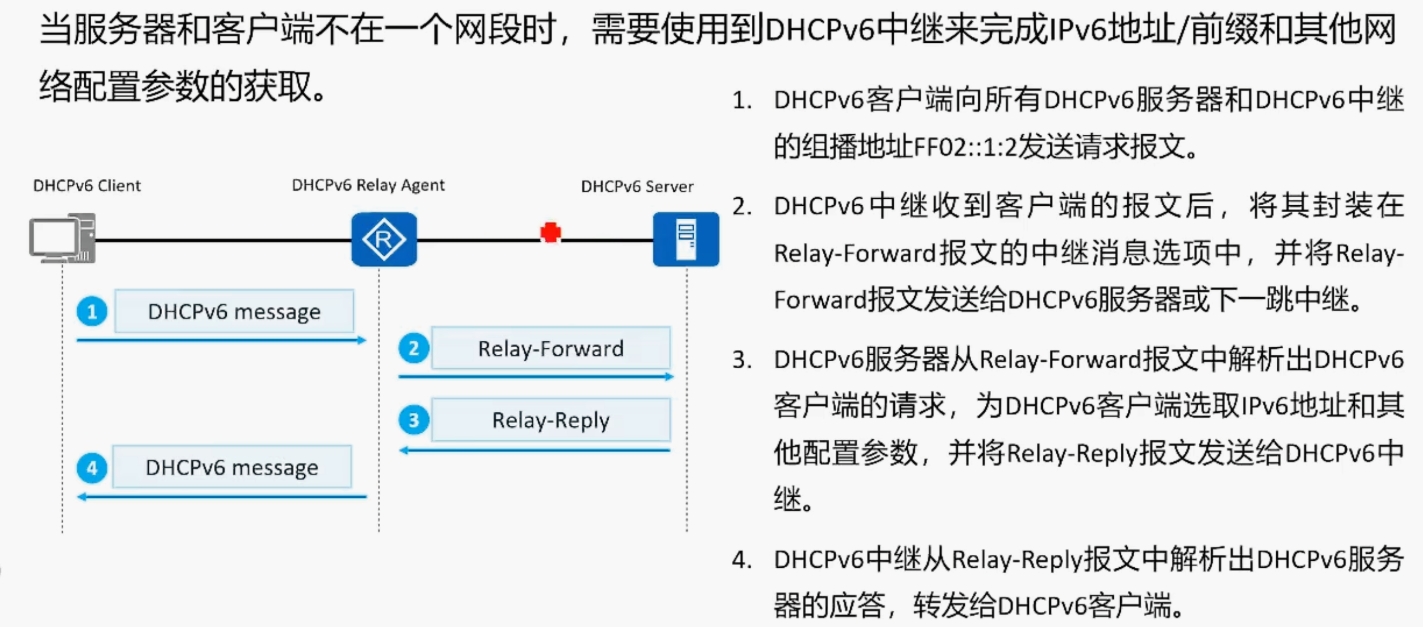 当服务器和客户端不在一个网段时，需要使用到DHCPv6中继来完成IPv6地址/前缀和其他网
络配置参数的获取。
DHCPv6 Client
DHCPv6 Relay Agent
DHCPv6 Server
R
1 DHCPv6 message
2 Relay-Forward
3 Relay-Reply
4 DHCPv6 message
1. DHCPv6客户端向所有DHCPv6服务器和DHCPv6中继
的组播地址FF02::1:2发送请求报文。
2. DHCPv6中继收到客户端的报文后，将其封装在
Relay-Forward报文的中继消息选项中，并将Relay-
Forward报文发送给DHCPv6服务器或下一跳中继。
3. DHCPv6服务器从Relay-Forward报文中解析出DHCPv6
客户端的请求，为DHCPv6客户端选取IPv6地址和其
他配置参数，并将Relay-Reply报文发送给DHCPv6中
继。
4. DHCPv6中继从Relay-Reply报文中解析出DHCPv6服务
器的应答，转发给DHCPv6客户端。